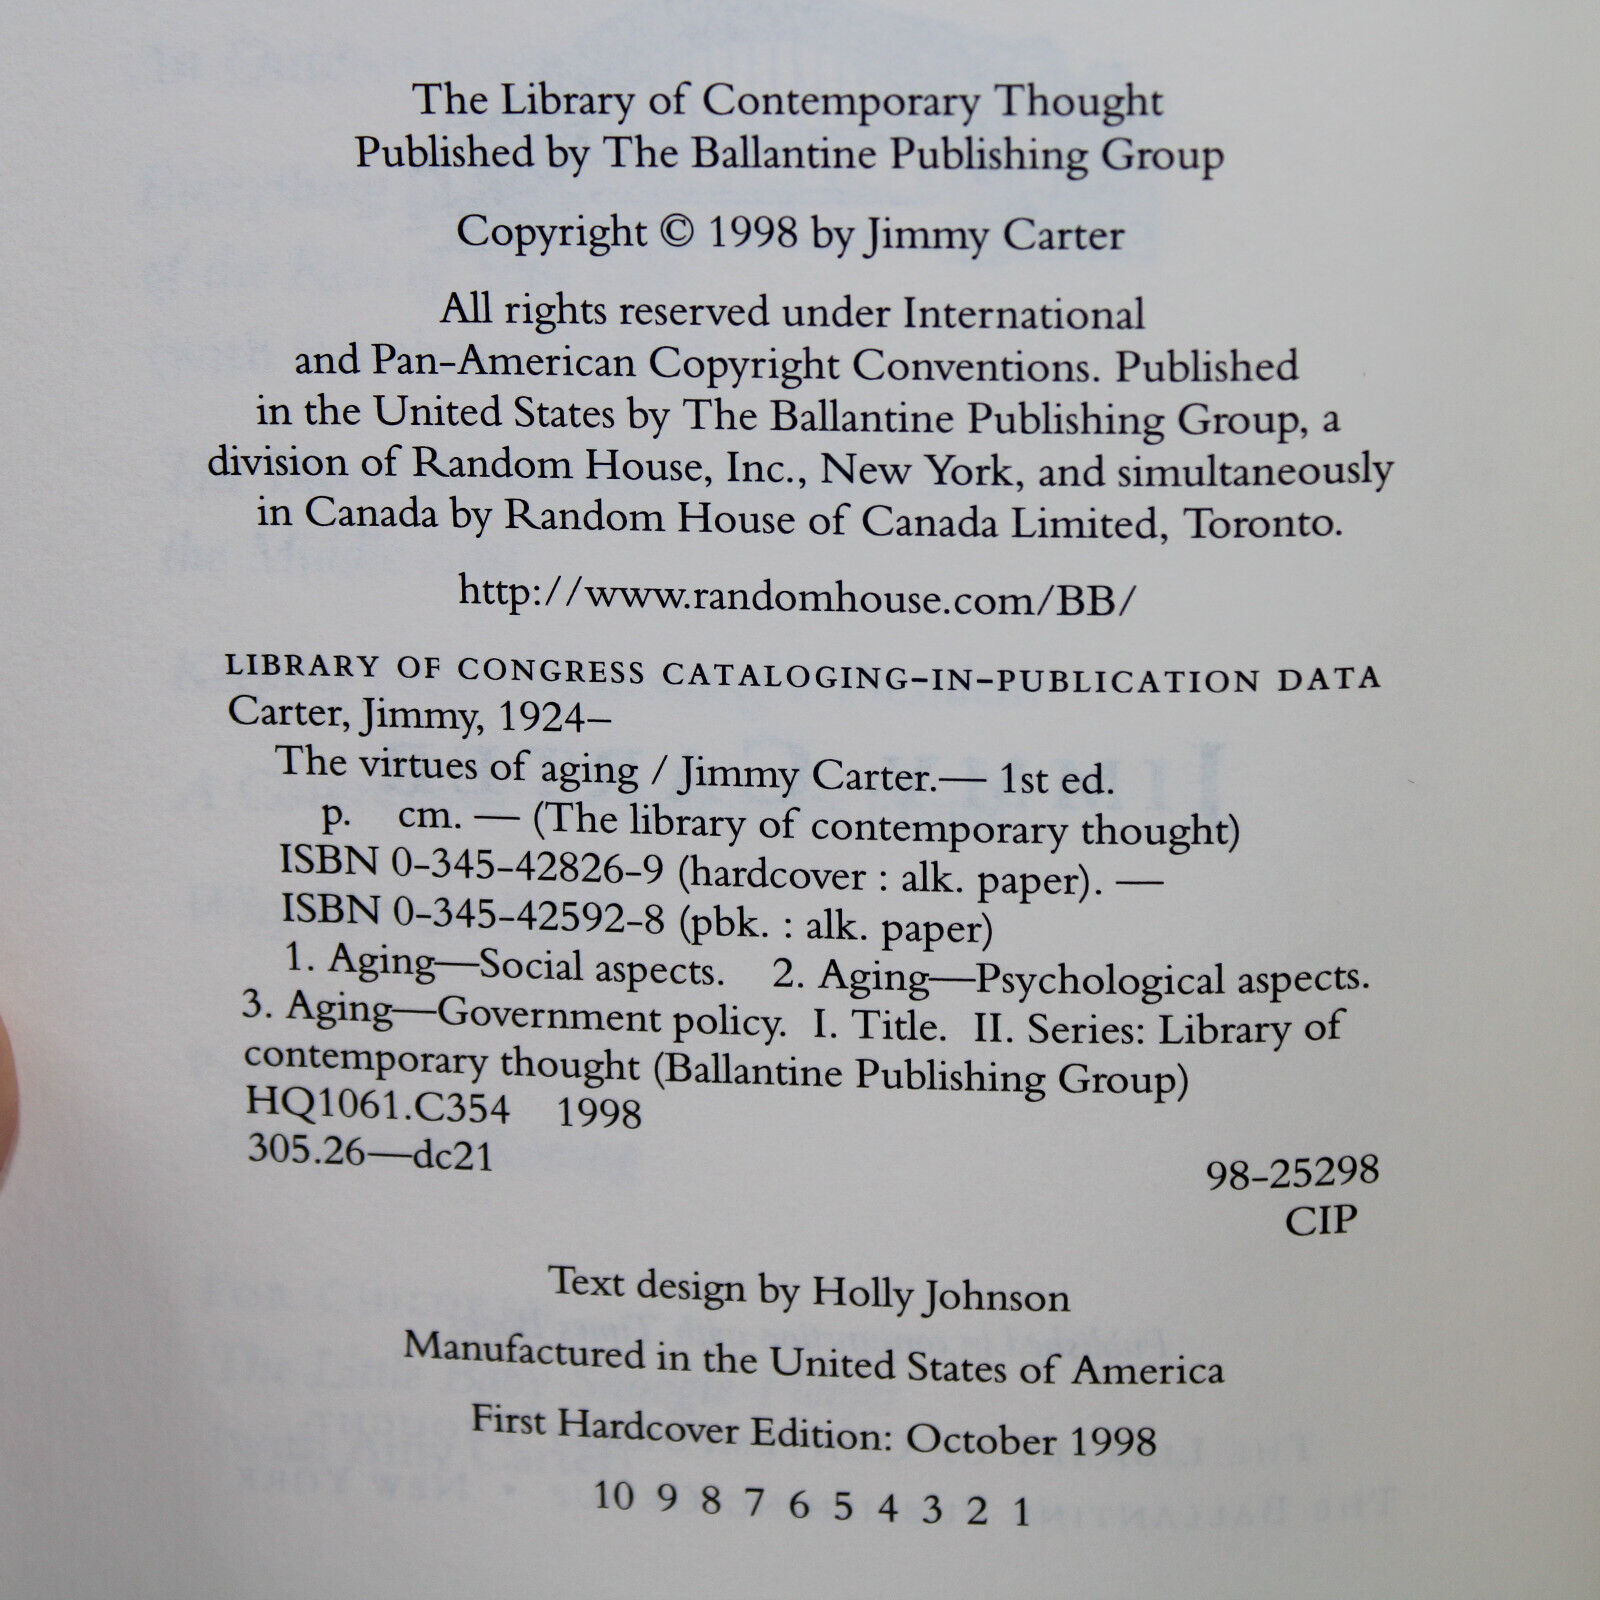 The Library of Contemporary Thought
Published by The Ballantine Publishing Group
Copyright © 1998 by Jimmy Carter
All rights reserved under International
and Pan-American Copyright Conventions. Published
in the United States by The Ballantine Publishing Group, a
division of Random House, Inc., New York, and simultaneously
in Canada by Random House of Canada Limited, Toronto.
http://www.randomhouse.com/BB/
LIBRARY OF CONGRESS CATALOGING-IN-PUBLICATION DATA
Carter, Jimmy, 1924–
The virtues of aging / Jimmy Carter.— 1st ed.
p. cm. — (The library of contemporary thought)
ISBN 0-345-42826-9 (hardcover : alk. paper). —
ISBN 0-345-42592-8 (pbk. : alk. paper)
1. Aging—Social aspects. 2. Aging—Psychological aspects.
3. Aging—Government policy. I. Title. II. Series: Library of
contemporary thought (Ballantine Publishing Group)
HQ1061.C354 1998
305.26—dc21
98-25298
CIP
Text design by Holly Johnson
Manufactured in the United States of America
First Hardcover Edition: October 1998
10 9 8 7 6 5 4 3 2 1